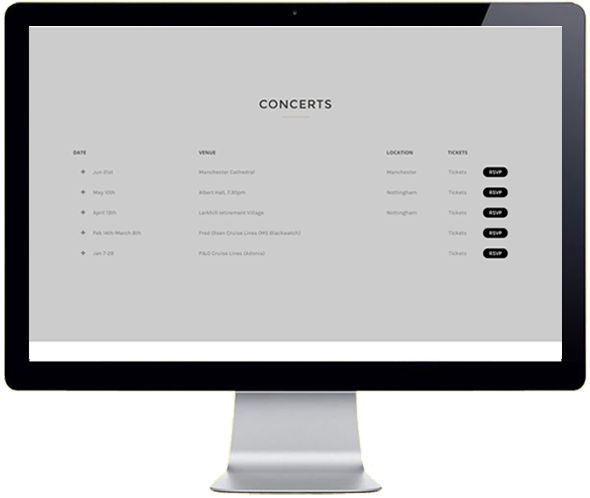 CONCERTS
DATE VENUE LOCATION TICKETS
+ Jun 21st Manchester Cathedral Manchester Tickets RSVP
+ May 10th Albert Hall, 7.30pm Nottingham Tickets RSVP
+ April 13th Larkhill retirement Village Nottingham Tickets RSVP
+ Feb 14th-March 8th Fred Olsen Cruise Lines (MS Blackwatch) Tickets RSVP
+ Jan 7-28 P&O Cruise Lines (Adonia) Tickets RSVP